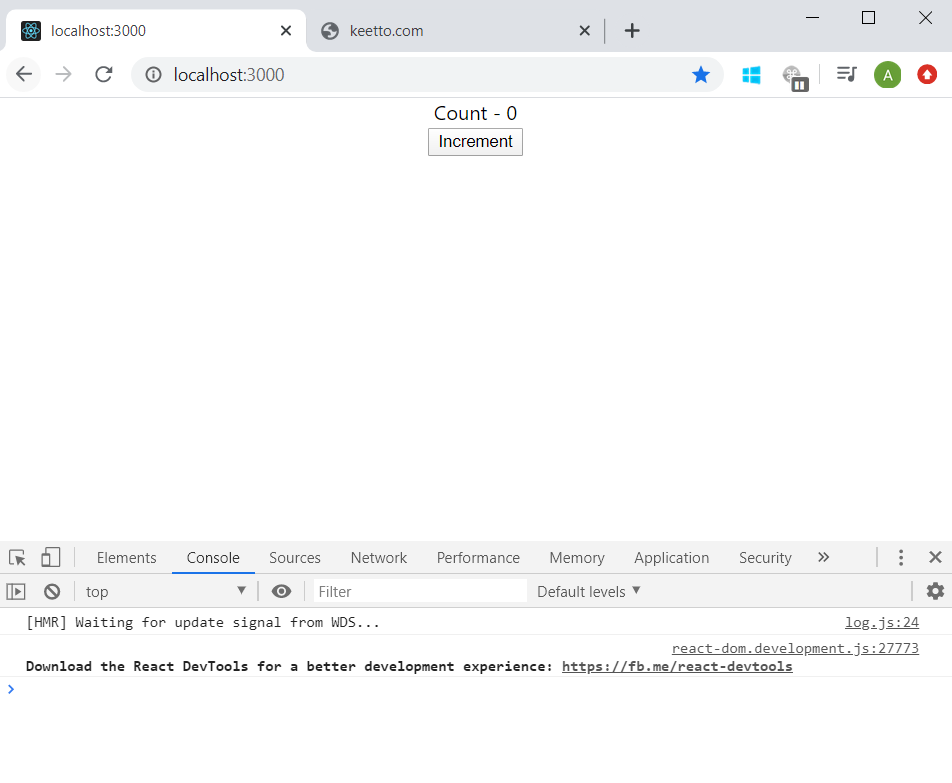 localhost:3000
keetto.com
localhost:3000
A
Count - 0
Increment
Elements Console Sources Network Performance Memory Application Security »
top Filter Default levels
[HMR] Waiting for update signal from WDS... log.js:24
react-dom.development.js:27773
Download the React DevTools for a better development experience: https://fb.me/react-devtools